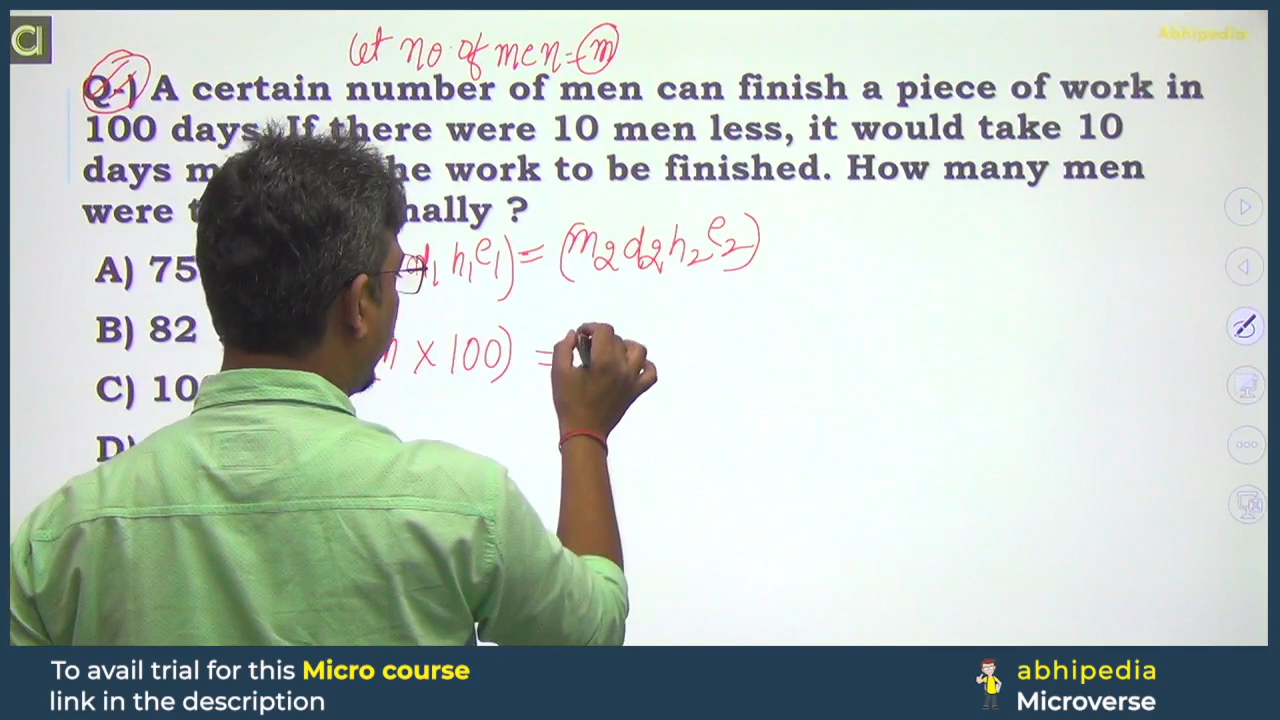 Abhipedia
let no. of men = m
Q-1 A certain number of men can finish a piece of work in
100 days. If there were 10 men less, it would take 10
days he work to be finished. How many men
were nally ?
h₁e₁) = (m₂d₂h₂e₂)
A) 75
B) 82
× 100) =
C) 10
D)
To avail trial for this Micro course
link in the description
abhipedia
Microverse